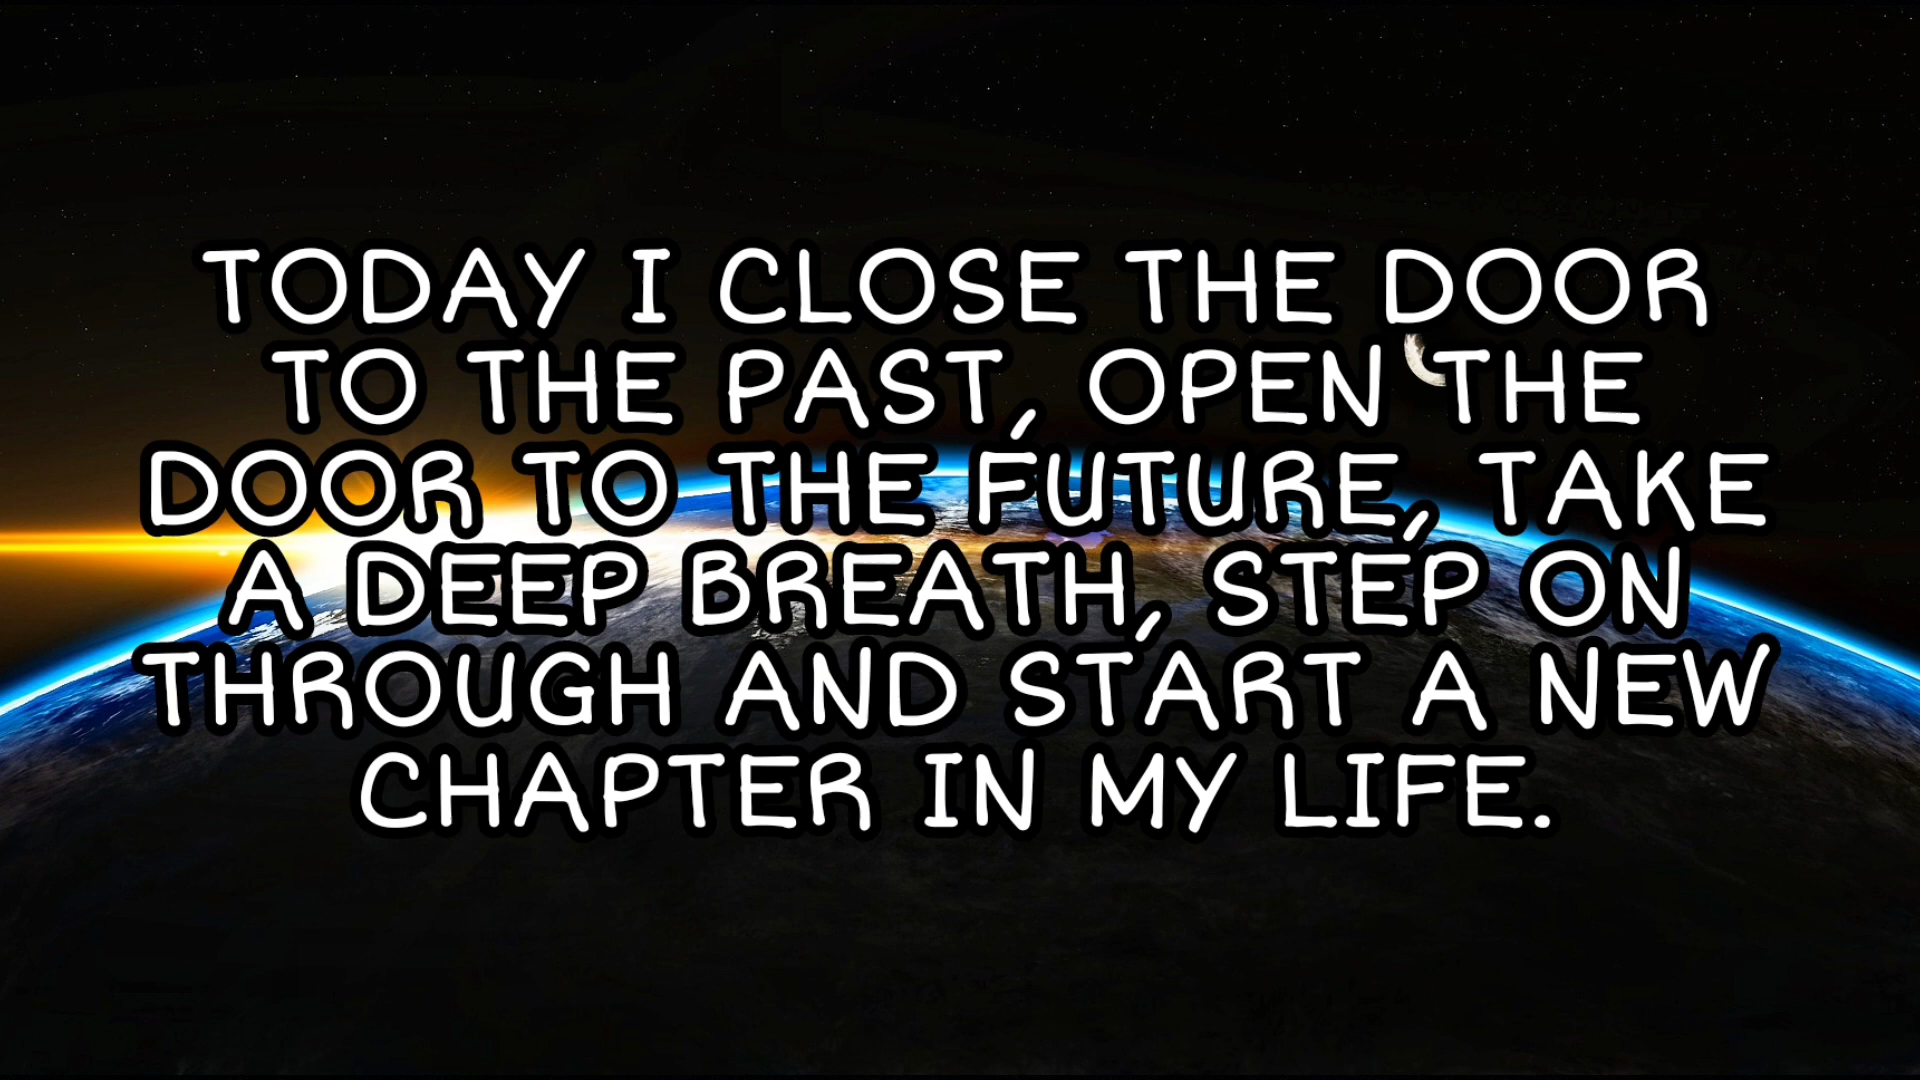 TODAY I CLOSE THE DOOR
TO THE PAST, OPEN THE
DOOR TO THE FUTURE, TAKE
A DEEP BREATH, STEP ON
THROUGH AND START A NEW
CHAPTER IN MY LIFE.